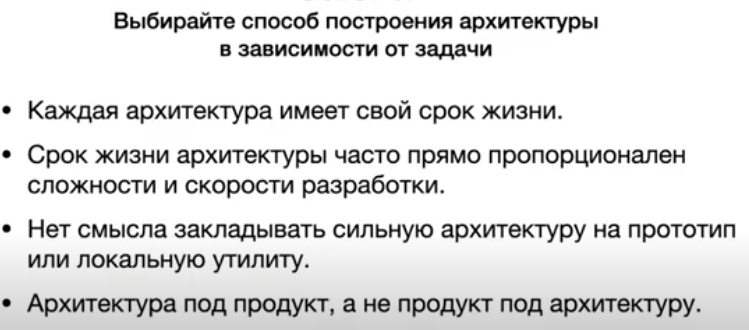 Выбирайте способ построения архитектуры
в зависимости от задачи
• Каждая архитектура имеет свой срок жизни.
• Срок жизни архитектуры часто прямо пропорционален
сложности и скорости разработки.
• Нет смысла закладывать сильную архитектуру на прототип
или локальную утилиту.
• Архитектура под продукт, а не продукт под архитектуру.